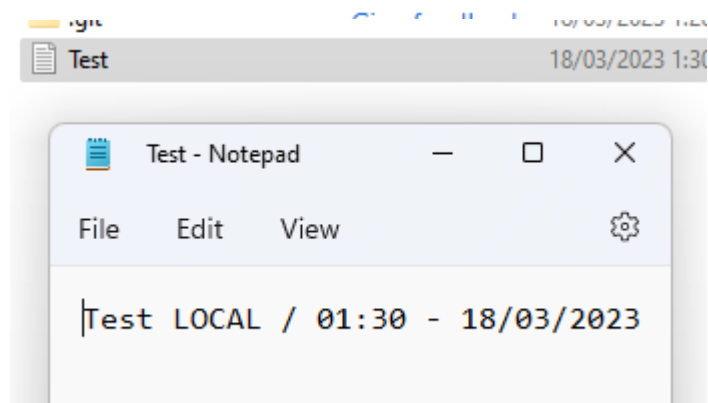 Test 18/03/2023 1:30
Test - Notepad
File Edit View
Test LOCAL / 01:30 - 18/03/2023